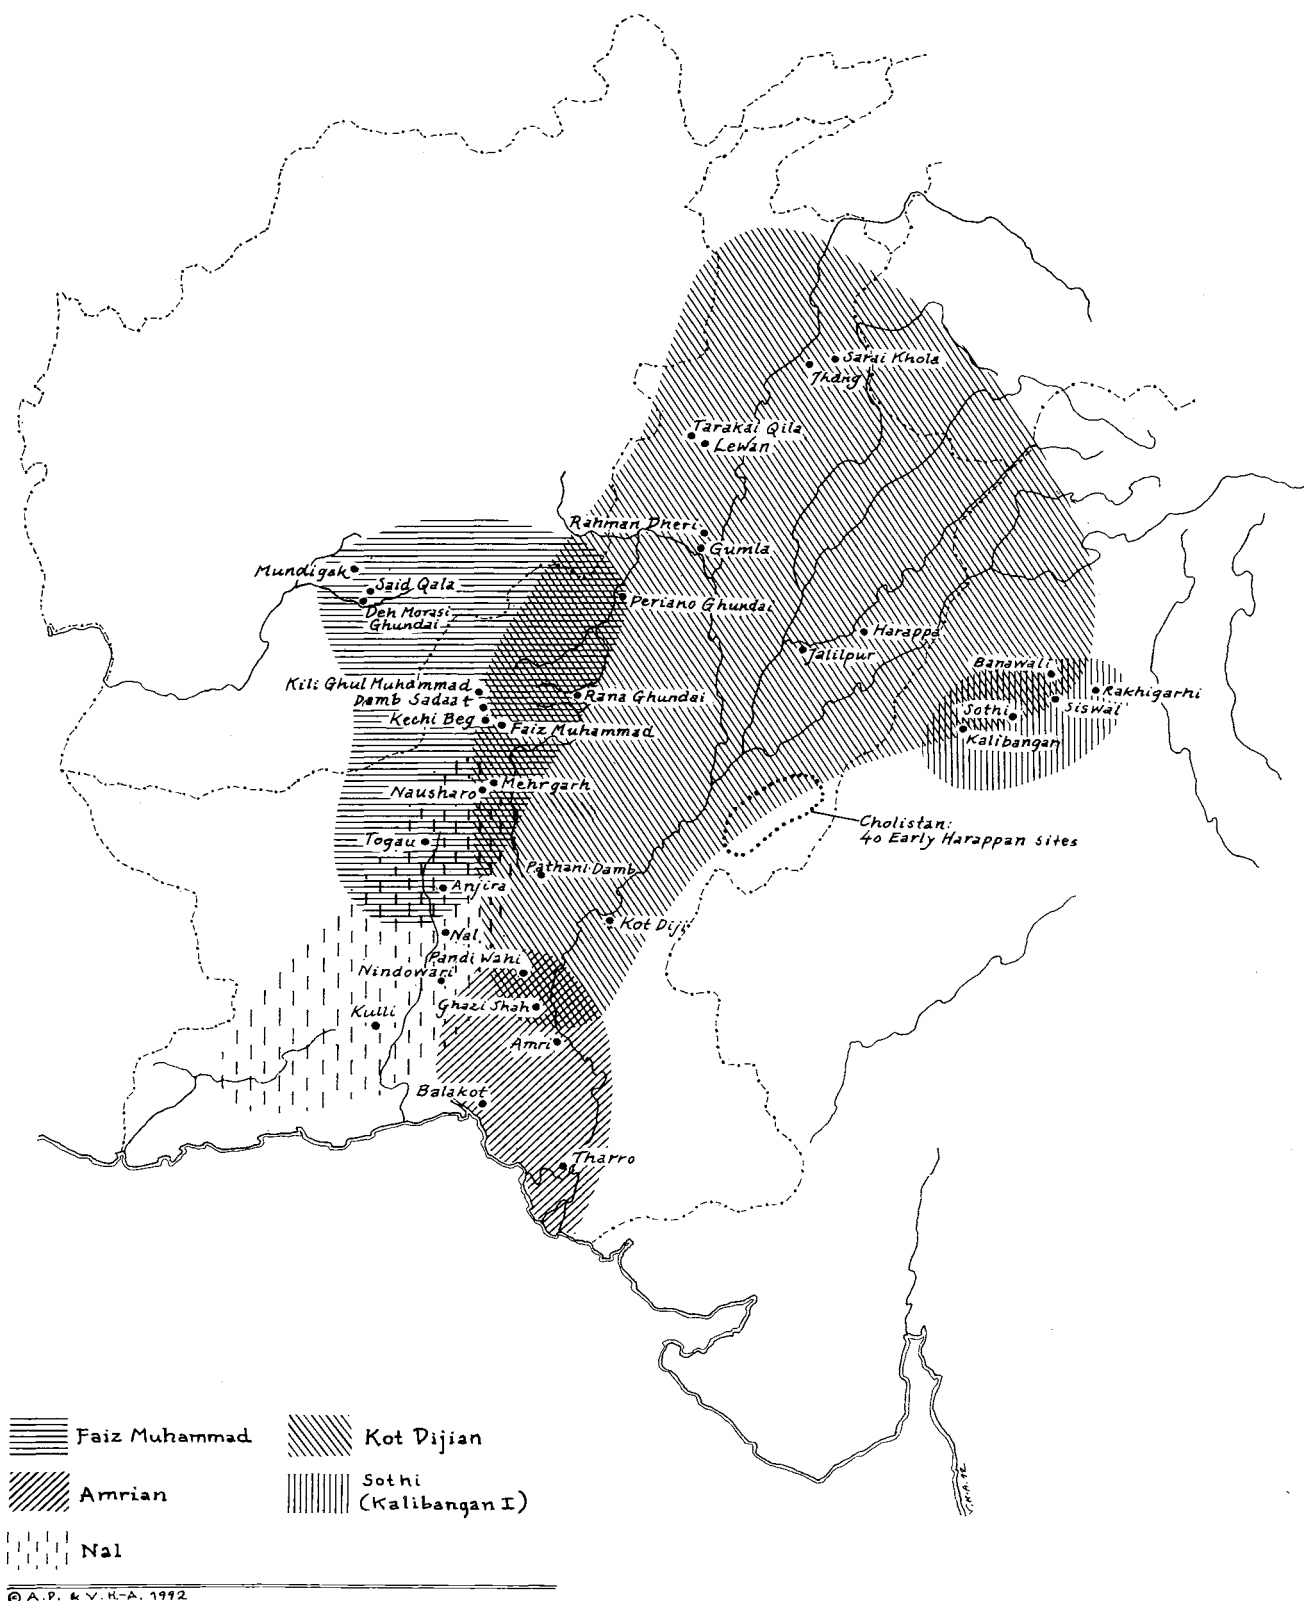 Sarai Khola
Thang
Tarakai Qila
Lewan
Rahman Dheri
Gumla
Mundigak
Said Qala
Deh Morasi
Ghundai
Periano Ghundai
Harappa
Jalilpur
Banawali
Rakhigarhi
Siswal
Sothi
Kalibangan
Kili Ghul Muhammad
Damb Sadaat
Kechi Beg
Rana Ghundai
Faiz Muhammad
Mehrgarh
Nausharo
Cholistan:
40 Early Harappan sites
Togau
Pathani Damb
Anjira
Kot Diji
Nal
Pandi Wahi
Nindowari
Ghazi Shah
Kulli
Amri
Balakot
Tharro
Faiz Muhammad
Kot Dijian
Amrian
Sothi
(Kalibangan I)
Nal
V.H-A. 92
© A.P. & V.H-A. 1992